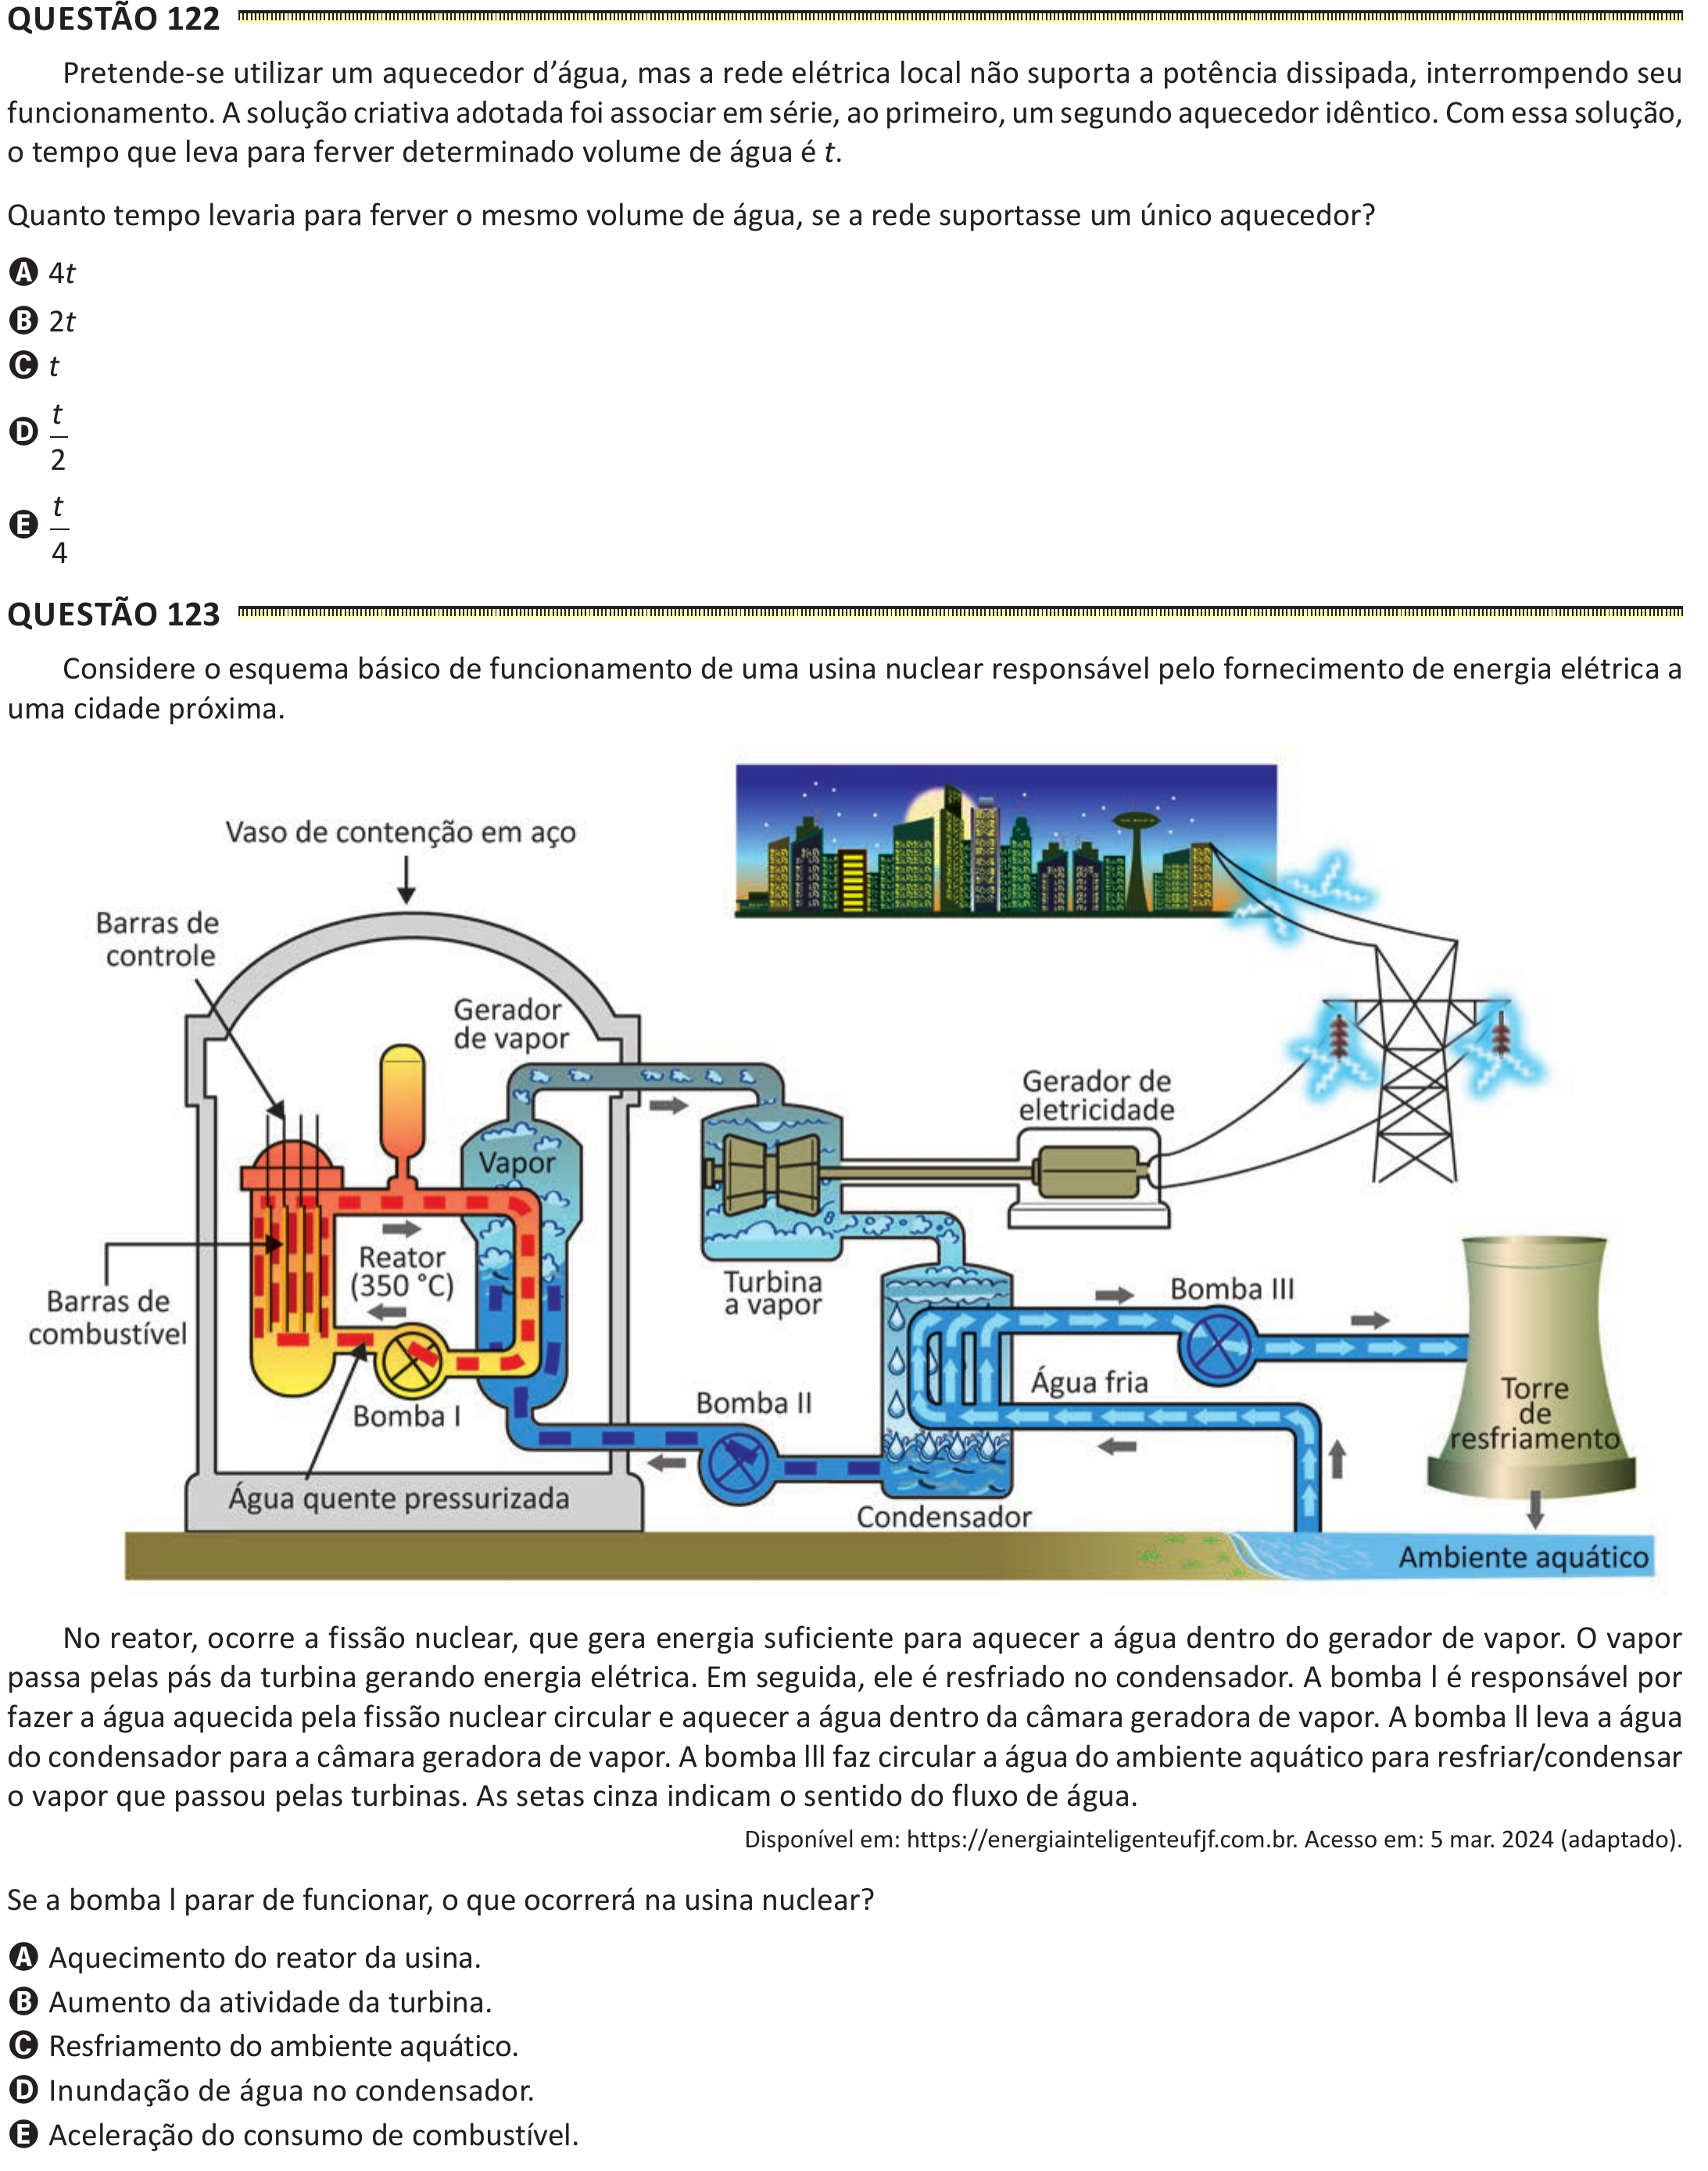 QUESTÃO 122
Pretende-se utilizar um aquecedor d’água, mas a rede elétrica local não suporta a potência dissipada, interrompendo seu
funcionamento. A solução criativa adotada foi associar em série, ao primeiro, um segundo aquecedor idêntico. Com essa solução,
o tempo que leva para ferver determinado volume de água é t.
Quanto tempo levaria para ferver o mesmo volume de água, se a rede suportasse um único aquecedor?
A 4t
B 2t
C t
D t/2
E t/4
QUESTÃO 123
Considere o esquema básico de funcionamento de uma usina nuclear responsável pelo fornecimento de energia elétrica a
uma cidade próxima.
Vaso de contenção em aço
Barras de
controle
Gerador
de vapor
Gerador de
eletricidade
Vapor
Reator
(350 °C)
Barras de
combustível
Turbina
a vapor
Bomba III
Água fria
Torre
de
resfriamento
Bomba I
Bomba II
Água quente pressurizada
Condensador
Ambiente aquático
No reator, ocorre a fissão nuclear, que gera energia suficiente para aquecer a água dentro do gerador de vapor. O vapor
passa pelas pás da turbina gerando energia elétrica. Em seguida, ele é resfriado no condensador. A bomba l é responsável por
fazer a água aquecida pela fissão nuclear circular e aquecer a água dentro da câmara geradora de vapor. A bomba ll leva a água
do condensador para a câmara geradora de vapor. A bomba lll faz circular a água do ambiente aquático para resfriar/condensar
o vapor que passou pelas turbinas. As setas cinza indicam o sentido do fluxo de água.
Disponível em: https://energiainteligenteufjf.com.br. Acesso em: 5 mar. 2024 (adaptado).
Se a bomba l parar de funcionar, o que ocorrerá na usina nuclear?
A Aquecimento do reator da usina.
B Aumento da atividade da turbina.
C Resfriamento do ambiente aquático.
D Inundação de água no condensador.
E Aceleração do consumo de combustível.